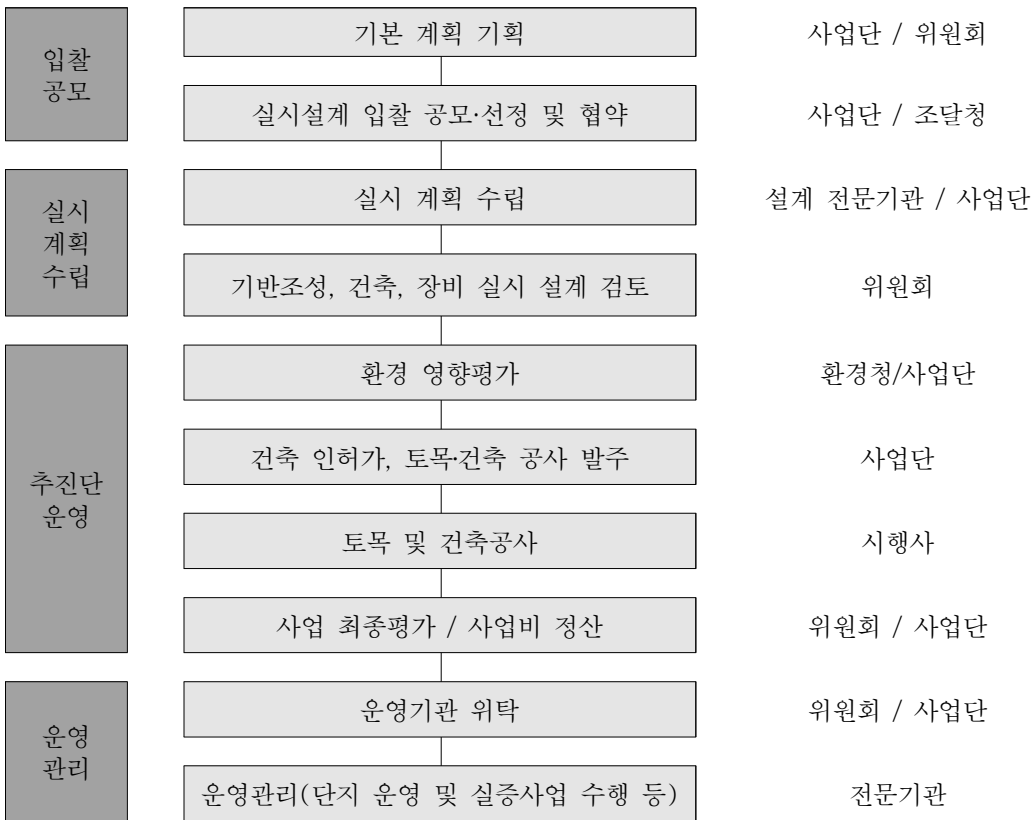 입찰
공모
기본 계획 기획
사업단 / 위원회
실시설계 입찰 공모·선정 및 협약
사업단 / 조달청
실시
계획
수립
실시 계획 수립
설계 전문기관 / 사업단
기반조성, 건축, 장비 실시 설계 검토
위원회
추진단
운영
환경 영향평가
환경청/사업단
건축 인허가, 토목·건축 공사 발주
사업단
토목 및 건축공사
시행사
사업 최종평가 / 사업비 정산
위원회 / 사업단
운영
관리
운영기관 위탁
위원회 / 사업단
운영관리(단지 운영 및 실증사업 수행 등)
전문기관